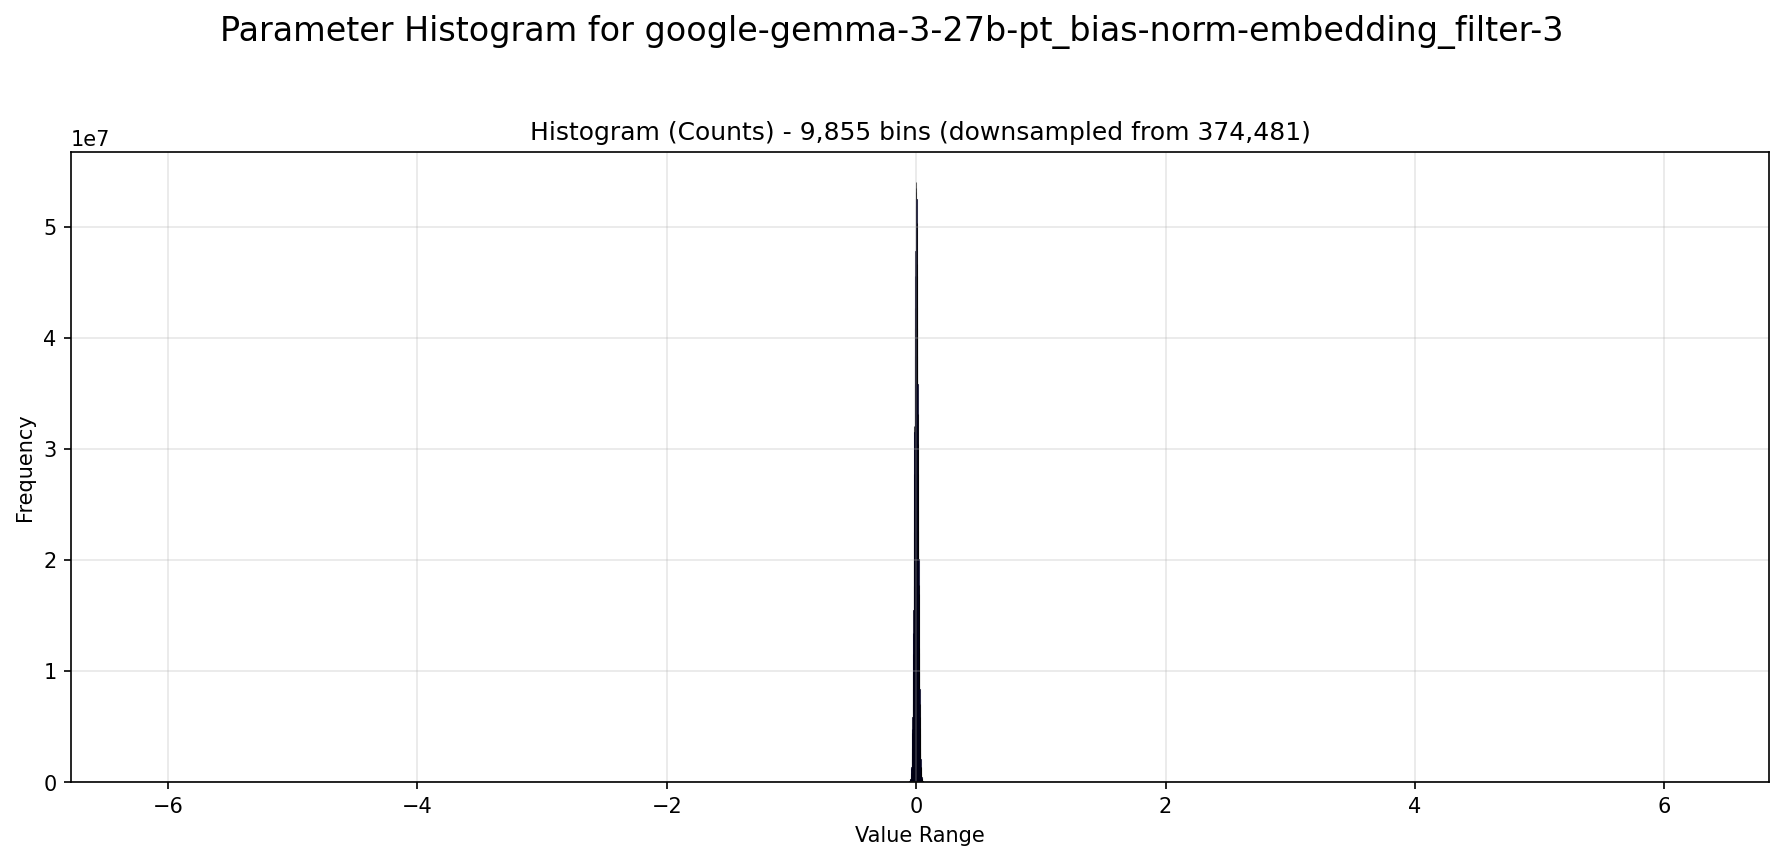 Parameter Histogram for google-gemma-3-27b-pt_bias-norm-embedding_filter-3
Histogram (Counts) - 9,855 bins (downsampled from 374,481)
1e7
5
4
3
2
1
0
Frequency
−6 −4 −2 0 2 4 6
Value Range